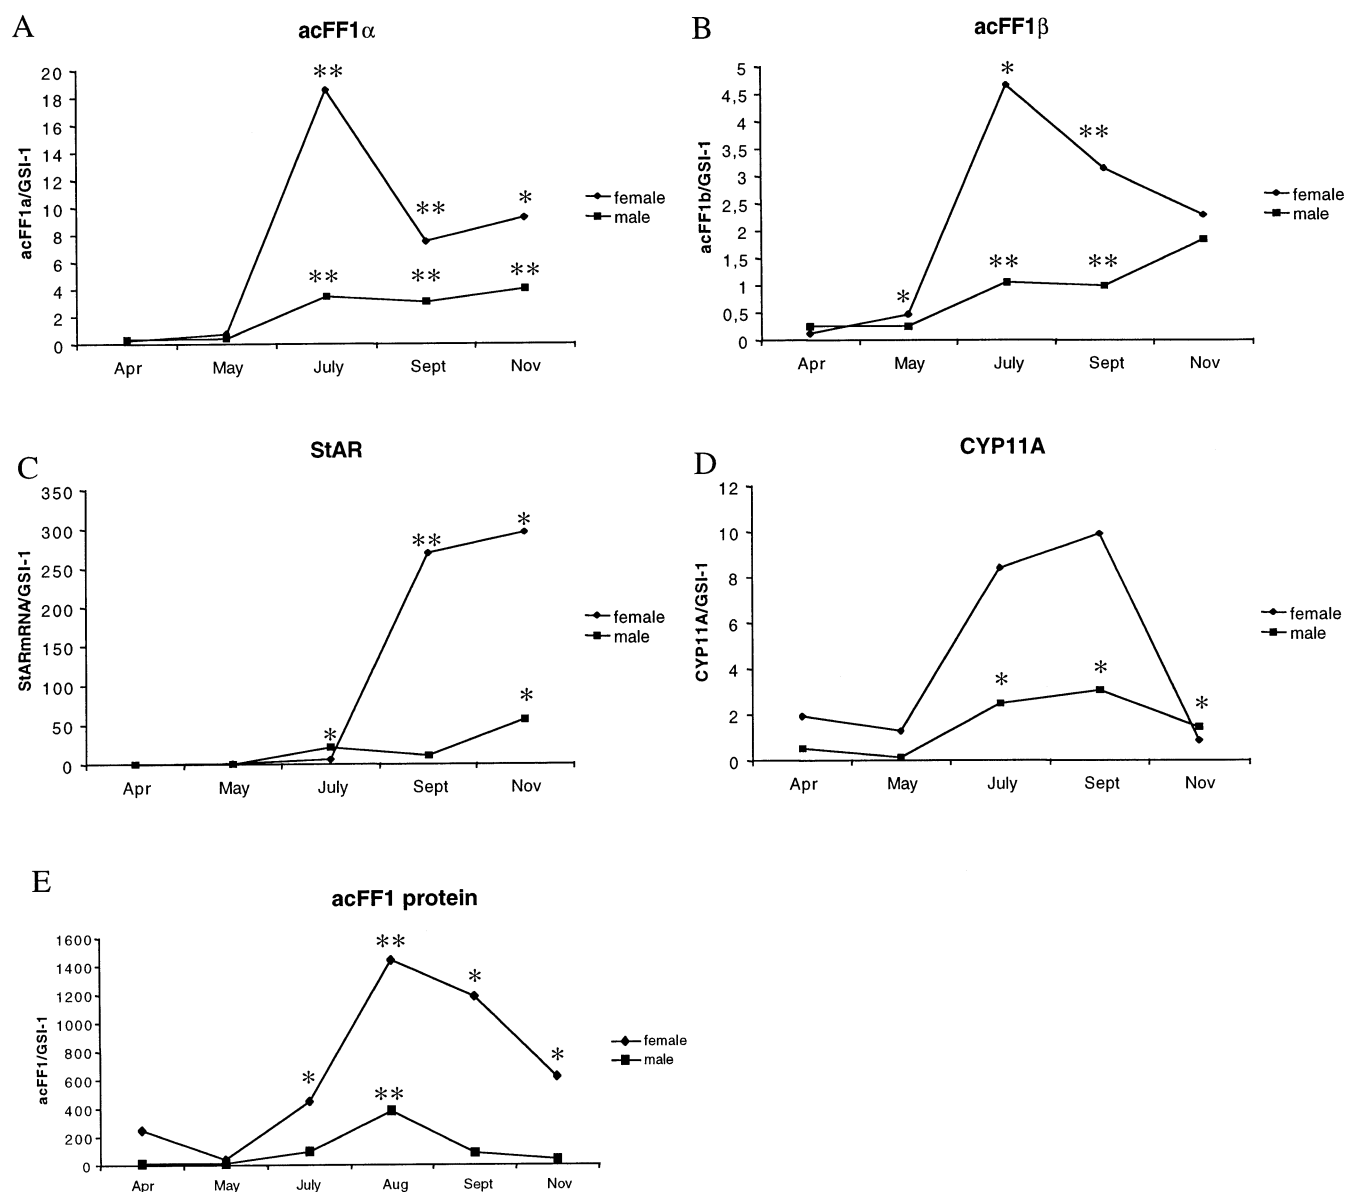 A
acFF1α
acFF1a/GSI-1
20
18
16
14
12
10
8
6
4
2
0
**
**
*
**
**
**
Apr May July Sept Nov
female
male
B
acFF1β
acFF1b/GSI-1
5
4,5
4
3,5
3
2,5
2
1,5
1
0,5
0
*
**
*
**
**
Apr May July Sept Nov
female
male
C
StAR
StARmRNA/GSI-1
350
300
250
200
150
100
50
0
**
*
*
*
Apr May July Sept Nov
female
male
D
CYP11A
CYP11A/GSI-1
12
10
8
6
4
2
0
*
*
*
Apr May July Sept Nov
female
male
E
acFF1 protein
acFF1/GSI-1
1600
1400
1200
1000
800
600
400
200
0
**
*
*
*
**
Apr May July Aug Sept Nov
female
male